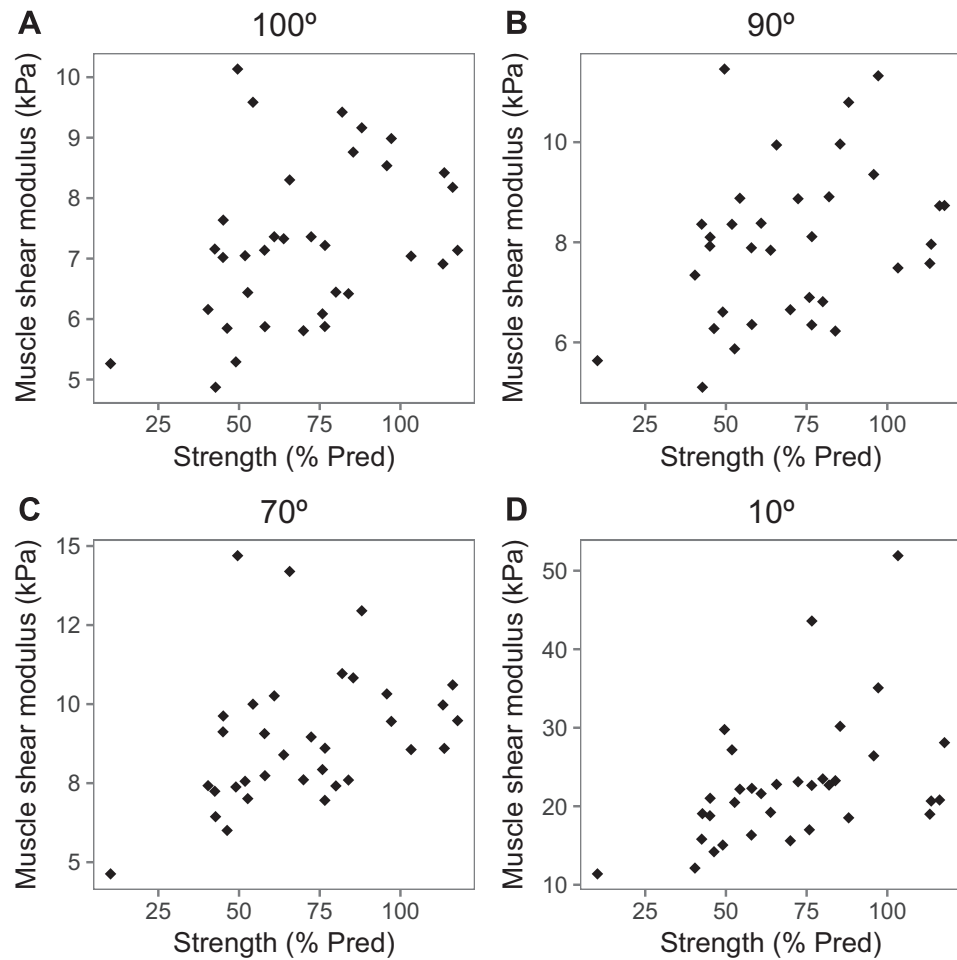 A 100º
Muscle shear modulus (kPa)
10
9
8
7
6
5
25 50 75 100
Strength (% Pred)
B 90º
Muscle shear modulus (kPa)
10
8
6
25 50 75 100
Strength (% Pred)
C 70º
Muscle shear modulus (kPa)
15
12
10
8
5
25 50 75 100
Strength (% Pred)
D 10º
Muscle shear modulus (kPa)
50
40
30
20
10
25 50 75 100
Strength (% Pred)